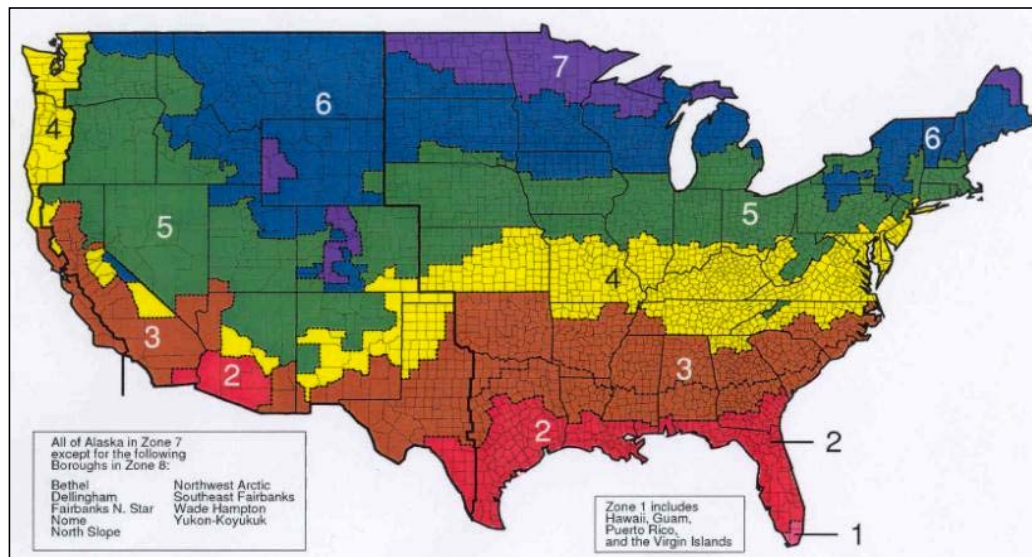 7
6
6
4
5
5
4
3
3
2
2
2
1
All of Alaska in Zone 7
except for the following
Boroughs in Zone 8:
Bethel Northwest Arctic
Dellingham Southeast Fairbanks
Fairbanks N. Star Wade Hampton
Nome Yukon-Koyukuk
North Slope
Zone 1 includes
Hawaii, Guam,
Puerto Rico,
and the Virgin Islands